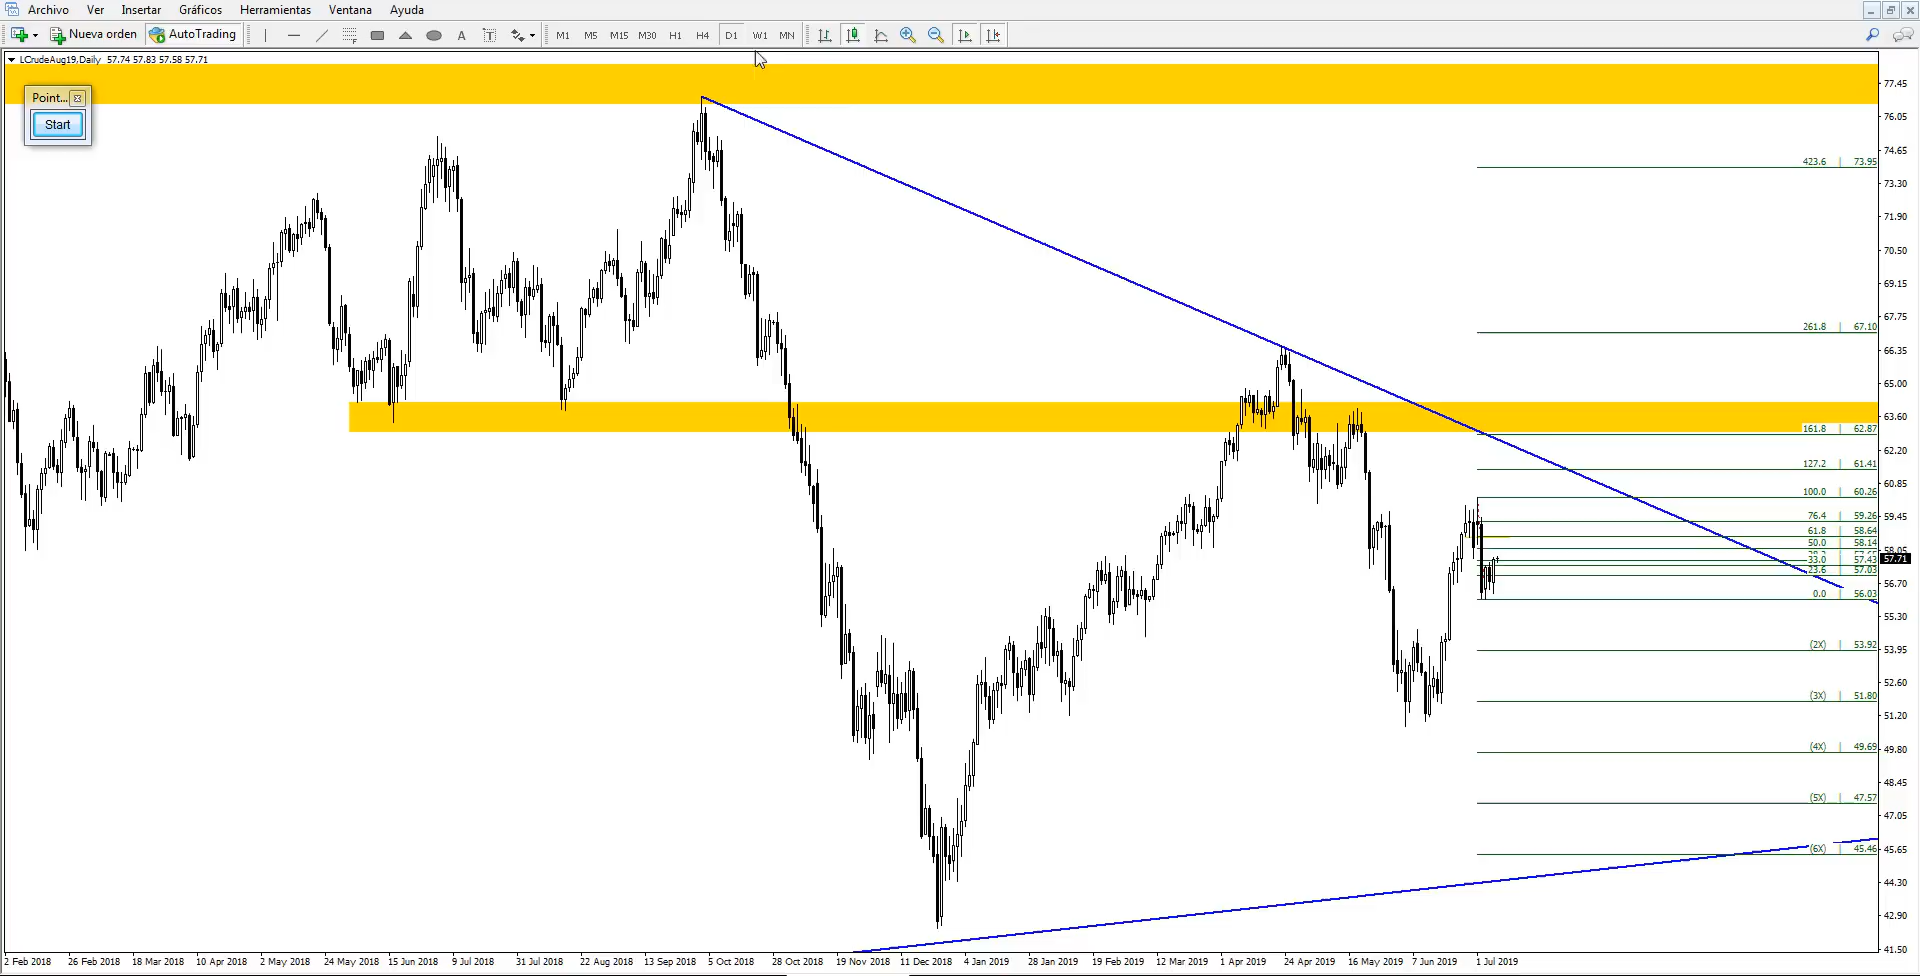 Archivo Ver Insertar Gráficos Herramientas Ventana Ayuda
Nueva orden AutoTrading A T M1 M5 M15 M30 H1 H4 D1 W1 MN
LCrudeAug19,Daily 57.74 57.83 57.58 57.71
Point...
Start
77.45
76.05
74.65
423.6 | 73.95
73.30
71.90
70.50
69.15
67.75
261.8 | 67.10
66.35
65.00
63.60
161.8 | 62.87
62.20
127.2 | 61.41
60.85
100.0 | 60.26
76.4 | 59.26
59.45
61.8 | 58.64
50.0 | 58.14
58.05
57.71
33.0 | 57.43
23.6 | 57.03
56.70
0.0 | 56.03
55.30
(2X) | 53.92
53.95
52.60
(3X) | 51.80
51.20
(4X) | 49.69
49.80
48.45
(5X) | 47.57
47.05
(6X) | 45.46
45.65
44.30
42.90
41.50
2 Feb 2018 26 Feb 2018 18 Mar 2018 10 Apr 2018 2 May 2018 24 May 2018 15 Jun 2018 9 Jul 2018 31 Jul 2018 22 Aug 2018 13 Sep 2018 5 Oct 2018 28 Oct 2018 19 Nov 2018 11 Dec 2018 4 Jan 2019 28 Jan 2019 19 Feb 2019 12 Mar 2019 1 Apr 2019 24 Apr 2019 16 May 2019 7 Jun 2019 1 Jul 2019